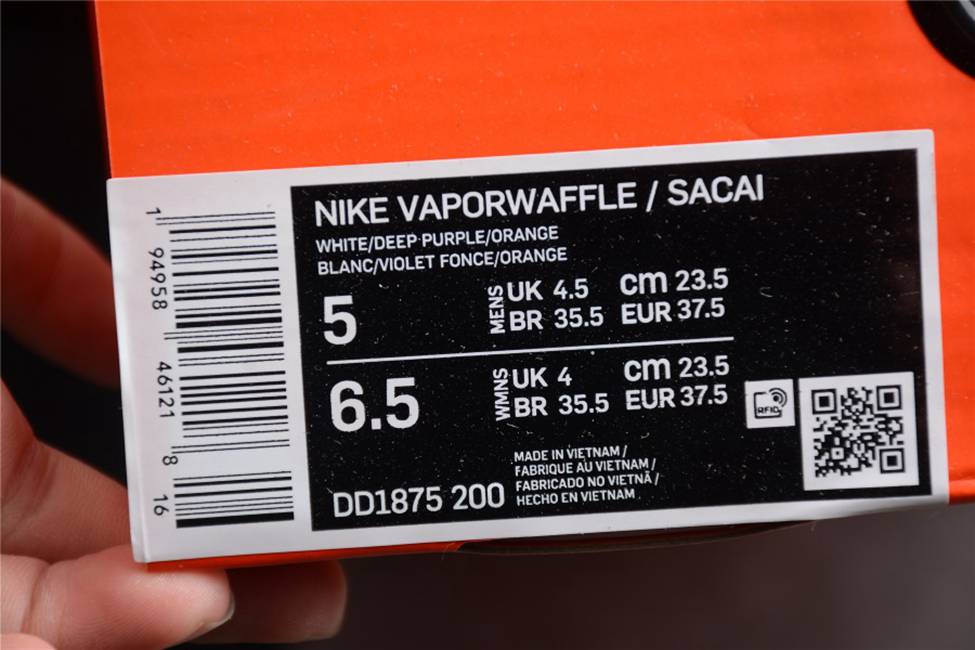 NIKE VAPORWAFFLE / SACAI
WHITE/DEEP PURPLE/ORANGE
BLANC/VIOLET FONCE/ORANGE
5
MENS
UK 4.5 cm 23.5
BR 35.5 EUR 37.5
6.5
WMNS
UK 4 cm 23.5
BR 35.5 EUR 37.5
RFID
MADE IN VIETNAM /
FABRIQUE AU VIETNAM /
FABRICADO NO VIETNÃ /
HECHO EN VIETNAM
DD1875 200
1 94958 46121 8 16